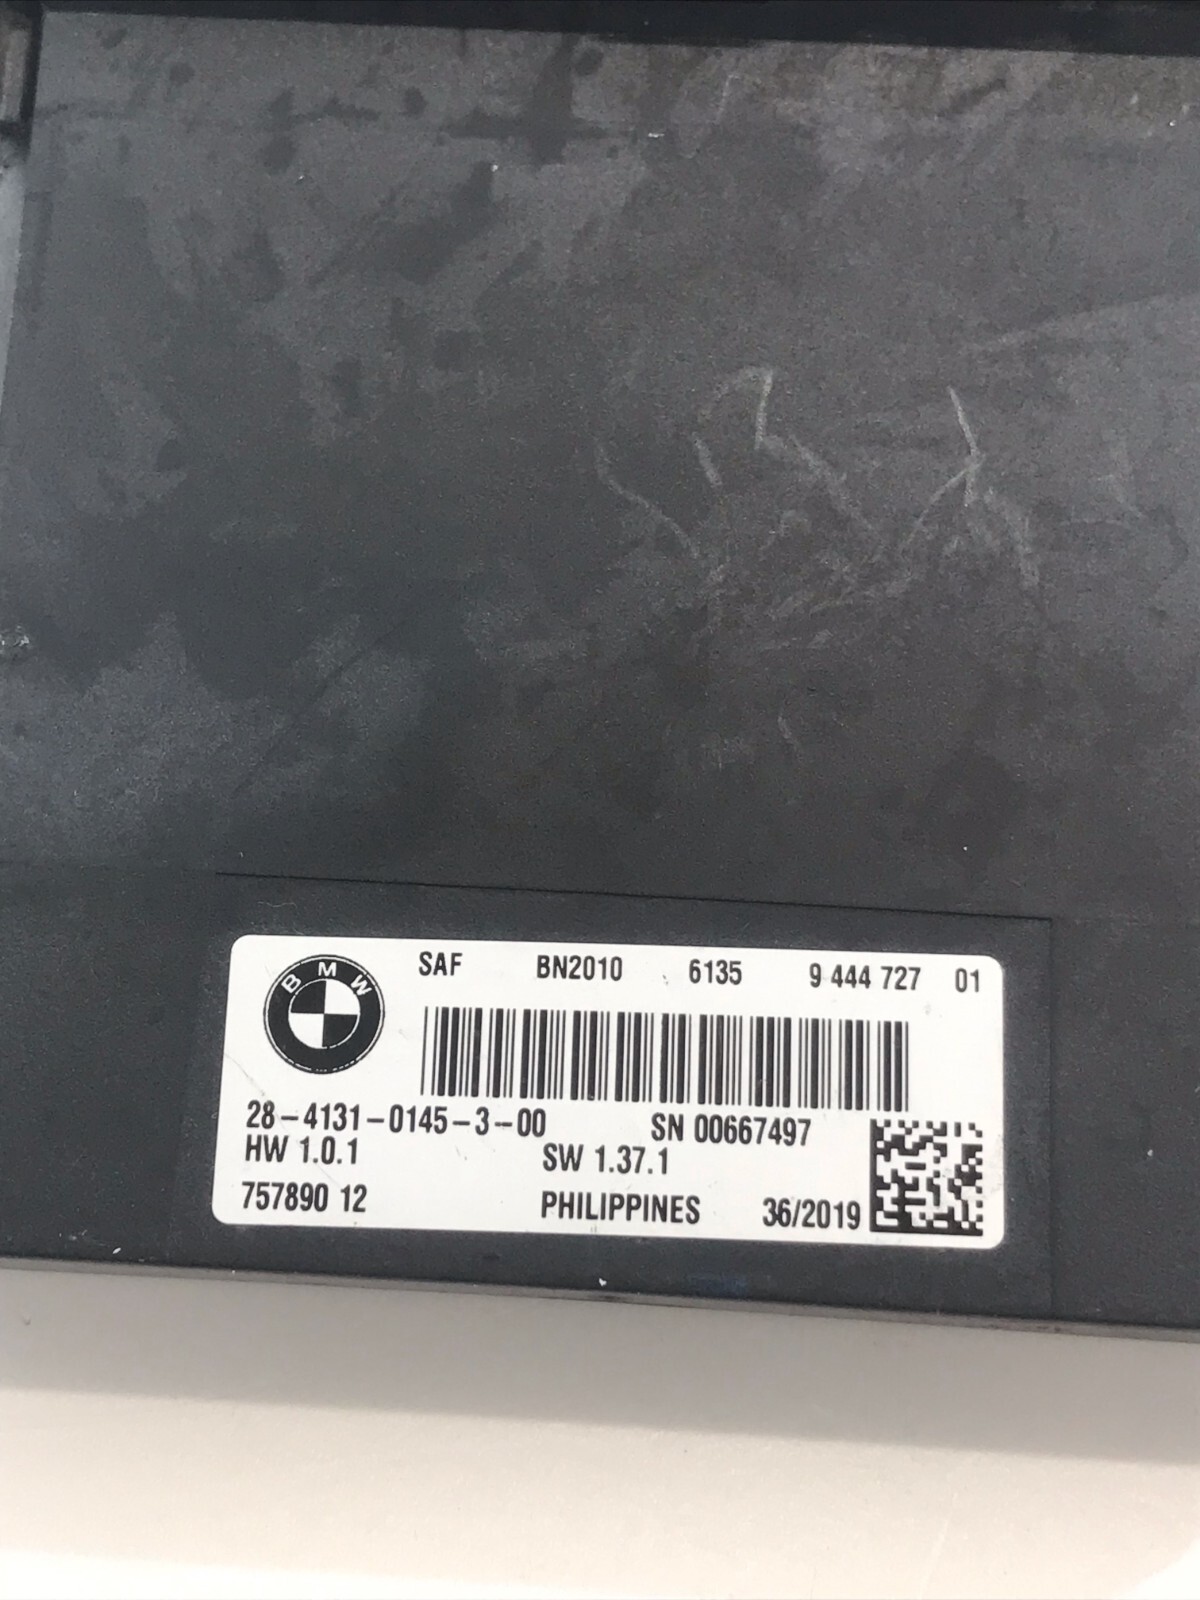 BMW
SAF BN2010 6135 9 444 727 01
28-4131-0145-3-00 SN 00667497
HW 1.0.1 SW 1.37.1
757890 12 PHILIPPINES 36/2019